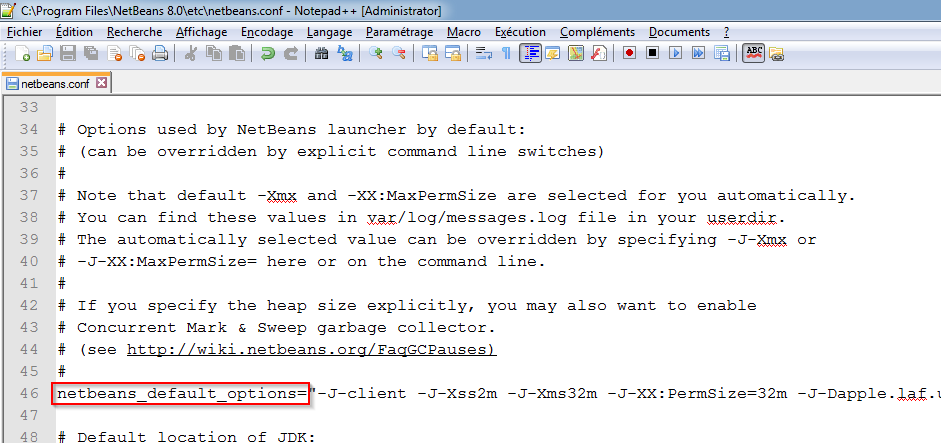 C:\Program Files\NetBeans 8.0\etc\netbeans.conf - Notepad++ [Administrator]
Fichier Édition Recherche Affichage Encodage Langage Paramétrage Macro Exécution Compléments Documents ?
ABC
netbeans.conf
33
34 # Options used by NetBeans launcher by default:
35 # (can be overridden by explicit command line switches)
36 #
37 # Note that default -Xmx and -XX:MaxPermSize are selected for you automatically.
38 # You can find these values in var/log/messages.log file in your userdir.
39 # The automatically selected value can be overridden by specifying -J-Xmx or
40 # -J-XX:MaxPermSize= here or on the command line.
41 #
42 # If you specify the heap size explicitly, you may also want to enable
43 # Concurrent Mark & Sweep garbage collector.
44 # (see http://wiki.netbeans.org/FaqGCPauses)
45 #
46 netbeans_default_options="-J-client -J-Xss2m -J-Xms32m -J-XX:PermSize=32m -J-Dapple.laf.u
47
48 # Default location of JDK: